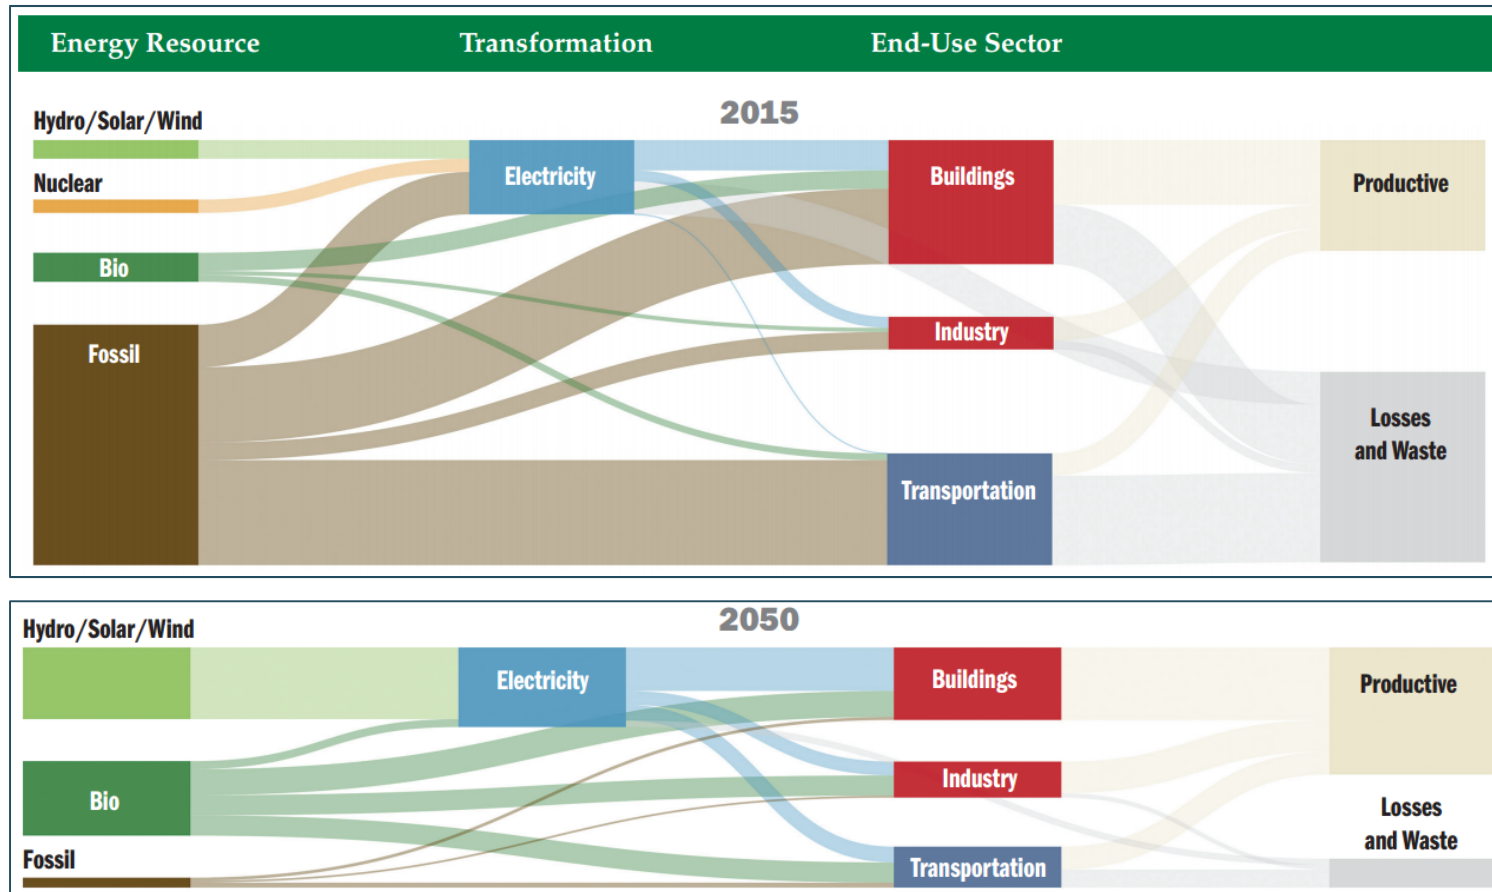 Energy Resource
Transformation
End-Use Sector
2015
Hydro/Solar/Wind
Nuclear
Bio
Fossil
Electricity
Buildings
Industry
Transportation
Productive
Losses
and Waste
2050
Hydro/Solar/Wind
Bio
Fossil
Electricity
Buildings
Industry
Transportation
Productive
Losses
and Waste